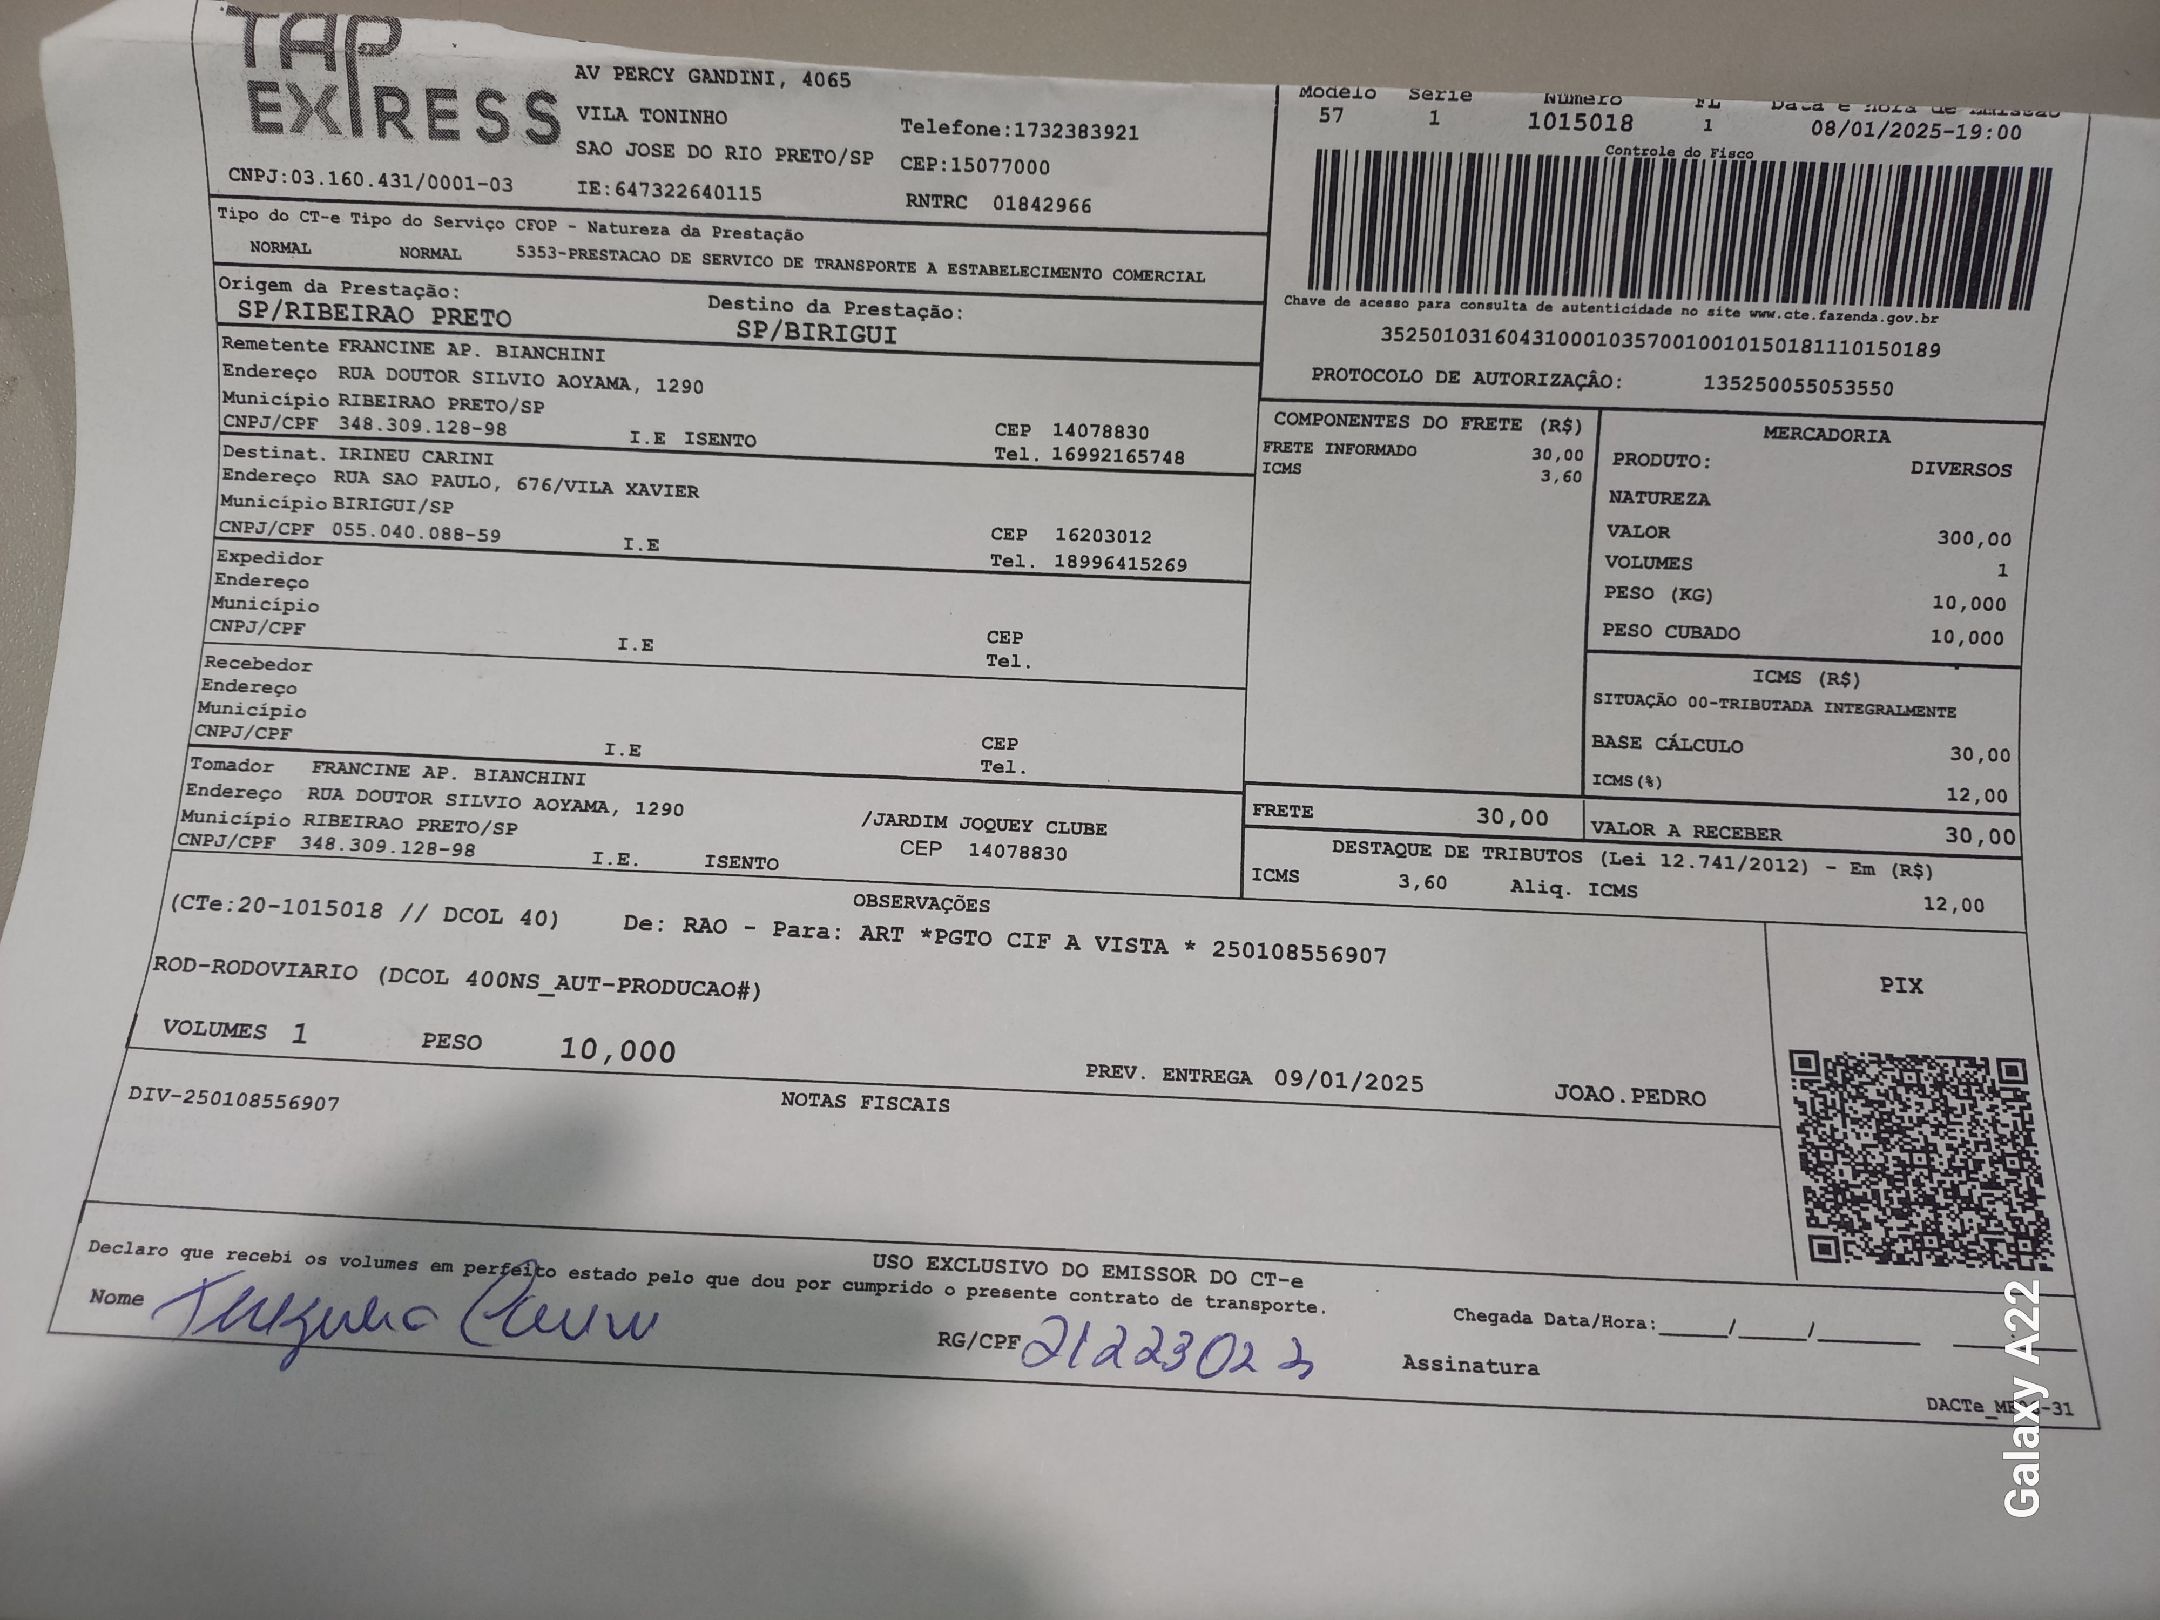 TAP
EXPRESS
AV PERCY GANDINI, 4065
VILA TONINHO
Telefone:1732383921
SAO JOSE DO RIO PRETO/SP
CEP:15077000
CNPJ:03.160.431/0001-03
IE:647322640115
RNTRC 01842966
Modelo Serie Número FL Data e Hora de Emissão
57 1 1015018 1 08/01/2025-19:00
Controle do Fisco
Chave de acesso para consulta de autenticidade no site www.cte.fazenda.gov.br
35250103160431000103570010010150181110150189
PROTOCOLO DE AUTORIZAÇÂO: 135250055053550
Tipo do CT-e Tipo do Serviço CFOP - Natureza da Prestação
NORMAL NORMAL 5353-PRESTACAO DE SERVICO DE TRANSPORTE A ESTABELECIMENTO COMERCIAL
Origem da Prestação: Destino da Prestação:
SP/RIBEIRAO PRETO SP/BIRIGUI
Remetente FRANCINE AP. BIANCHINI
Endereço RUA DOUTOR SILVIO AOYAMA, 1290
Município RIBEIRAO PRETO/SP CEP 14078830
CNPJ/CPF 348.309.128-98 I.E ISENTO Tel. 16992165748
Destinat. IRINEU CARINI
Endereço RUA SAO PAULO, 676/VILA XAVIER
Município BIRIGUI/SP CEP 16203012
CNPJ/CPF 055.040.088-59 I.E Tel. 18996415269
Expedidor
Endereço
Município CEP
CNPJ/CPF I.E Tel.
Recebedor
Endereço
Município CEP
CNPJ/CPF I.E Tel.
Tomador FRANCINE AP. BIANCHINI
Endereço RUA DOUTOR SILVIO AOYAMA, 1290 /JARDIM JOQUEY CLUBE
Município RIBEIRAO PRETO/SP CEP 14078830
CNPJ/CPF 348.309.128-98 I.E. ISENTO
COMPONENTES DO FRETE (R$)
FRETE INFORMADO 30,00
ICMS 3,60
MERCADORIA
PRODUTO: DIVERSOS
NATUREZA
VALOR 300,00
VOLUMES 1
PESO (KG) 10,000
PESO CUBADO 10,000
ICMS (R$)
SITUAÇÃO 00-TRIBUTADA INTEGRALMENTE
BASE CÁLCULO 30,00
ICMS(%) 12,00
FRETE 30,00 VALOR A RECEBER 30,00
DESTAQUE DE TRIBUTOS (Lei 12.741/2012) - Em (R$)
ICMS 3,60 Aliq. ICMS 12,00
OBSERVAÇÕES
(CTe:20-1015018 // DCOL 40) De: RAO - Para: ART *PGTO CIF A VISTA * 250108556907
ROD-RODOVIARIO (DCOL 400NS_AUT-PRODUCAO#)
VOLUMES 1 PESO 10,000 PREV. ENTREGA 09/01/2025 JOAO.PEDRO
PIX
NOTAS FISCAIS
DIV-250108556907
USO EXCLUSIVO DO EMISSOR DO CT-e
Declaro que recebi os volumes em perfeito estado pelo que dou por cumprido o presente contrato de transporte.
Nome RG/CPF 21223023 Chegada Data/Hora:____/____/______ ______
Assinatura
-31
Galaxy A22